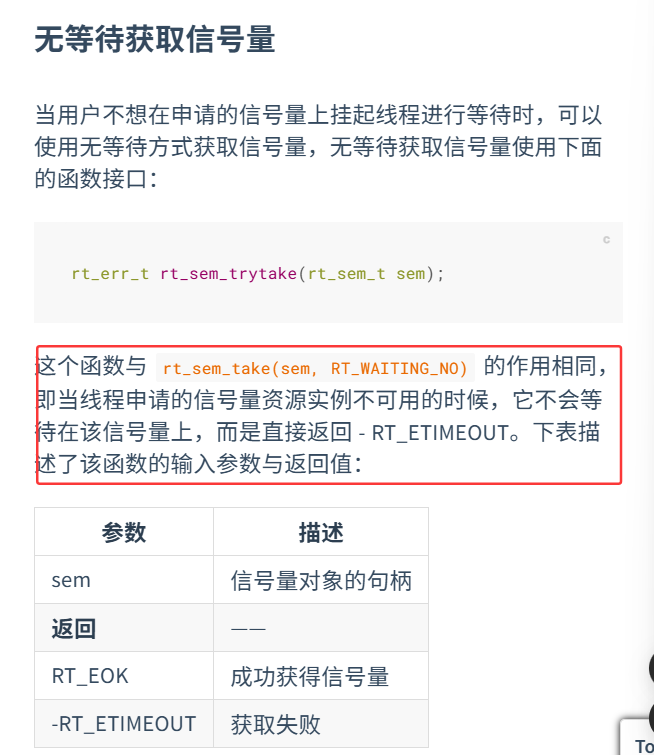 无等待获取信号量
当用户不想在申请的信号量上挂起线程进行等待时，可以
使用无等待方式获取信号量，无等待获取信号量使用下面
的函数接口：
c
rt_err_t rt_sem_trytake(rt_sem_t sem);
这个函数与 rt_sem_take(sem, RT_WAITING_NO) 的作用相同，
即当线程申请的信号量资源实例不可用的时候，它不会等
待在该信号量上，而是直接返回 - RT_ETIMEOUT。下表描
述了该函数的输入参数与返回值：
参数 描述
sem 信号量对象的句柄
返回 ——
RT_EOK 成功获得信号量
-RT_ETIMEOUT 获取失败